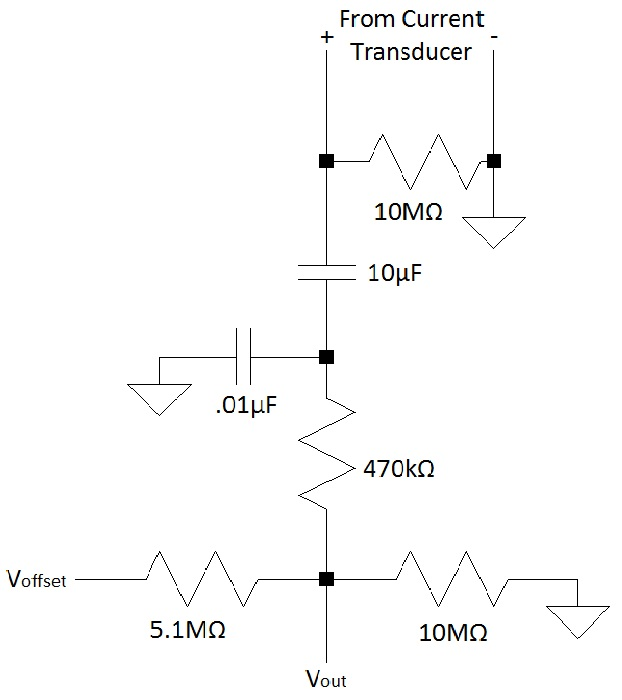 From Current
+ Transducer -
10MΩ
10µF
.01µF
470kΩ
Voffset
5.1MΩ
10MΩ
Vout